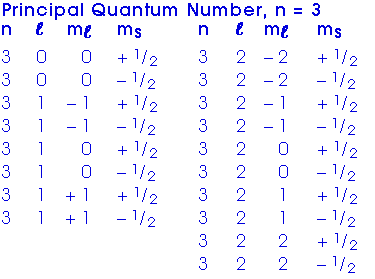 Principal Quantum Number, n = 3
n ℓ mℓ ms n ℓ mℓ ms
3 0 0 + 1/2 3 2 – 2 + 1/2
3 0 0 – 1/2 3 2 – 2 – 1/2
3 1 – 1 + 1/2 3 2 – 1 + 1/2
3 1 – 1 – 1/2 3 2 – 1 – 1/2
3 1 0 + 1/2 3 2 0 + 1/2
3 1 0 – 1/2 3 2 0 – 1/2
3 1 + 1 + 1/2 3 2 1 + 1/2
3 1 + 1 – 1/2 3 2 1 – 1/2
3 2 2 + 1/2
3 2 2 – 1/2